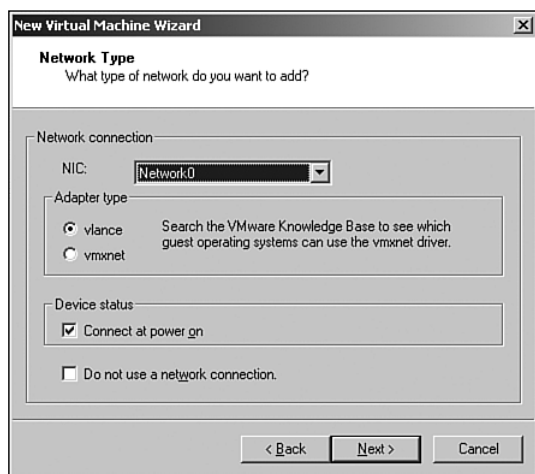 New Virtual Machine Wizard
Network Type
What type of network do you want to add?
Network connection
NIC:
Network0
Adapter type
vlance
vmxnet
Search the VMware Knowledge Base to see which
guest operating systems can use the vmxnet driver.
Device status
Connect at power on
Do not use a network connection.
< Back
Next >
Cancel